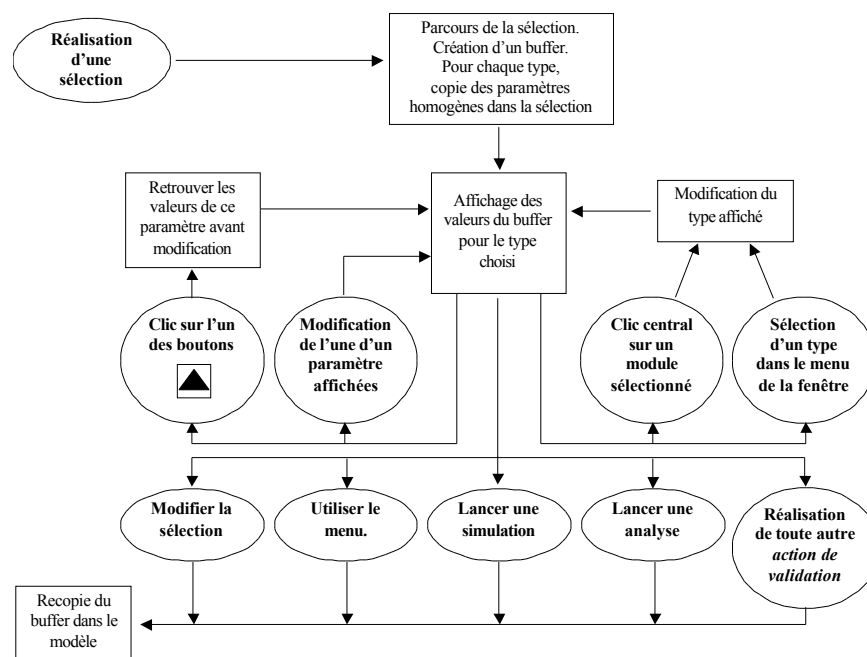 Réalisation
d'une
sélection
Parcours de la sélection.
Création d'un buffer.
Pour chaque type,
copie des paramètres
homogènes dans la sélection
Retrouver les
valeurs de ce
paramètre avant
modification
Affichage des
valeurs du buffer
pour le type
choisi
Modification du
type affiché
Clic sur l'un
des boutons
Modification
de l'une d'un
paramètre
affichées
Clic central
sur un
module
sélectionné
Sélection
d'un type
dans le menu
de la fenêtre
Modifier la
sélection
Utiliser le
menu.
Lancer une
simulation
Lancer une
analyse
Réalisation
de toute autre
action de
validation
Recopie du
buffer dans le
modèle